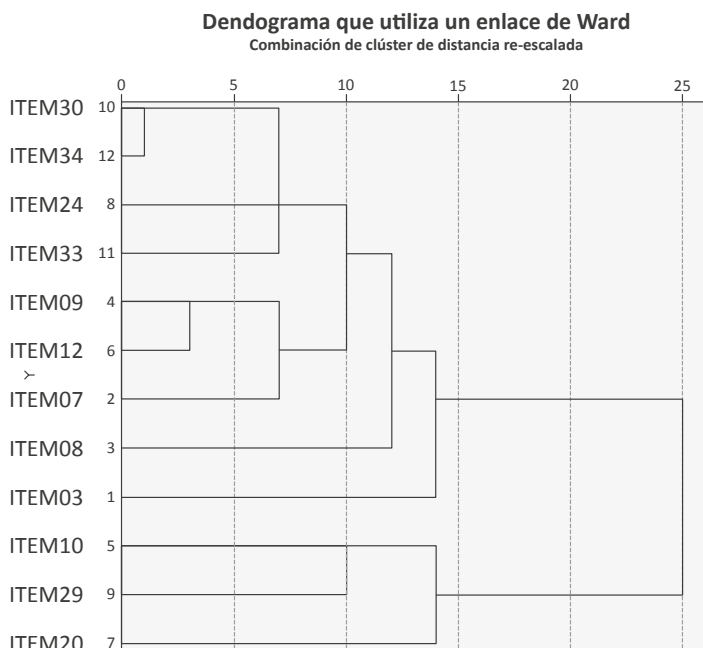 Dendograma que utiliza un enlace de Ward
Combinación de clúster de distancia re-escalada
0 5 10 15 20 25
ITEM30 10
ITEM34 12
ITEM24 8
ITEM33 11
ITEM09 4
ITEM12 6
Y
ITEM07 2
ITEM08 3
ITEM03 1
ITEM10 5
ITEM29 9
ITEM20 7